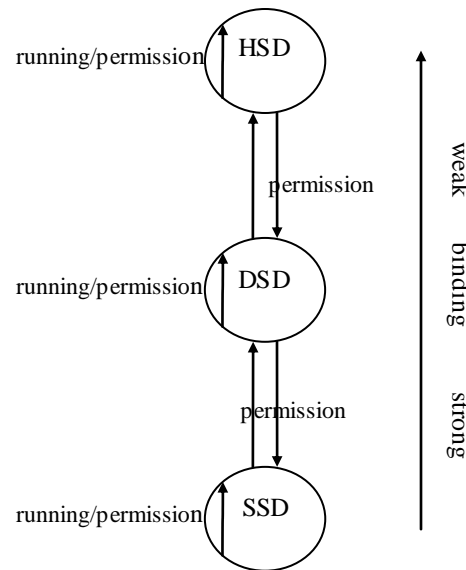 HSD
running/permission
permission
DSD
running/permission
permission
SSD
running/permission
weak binding strong